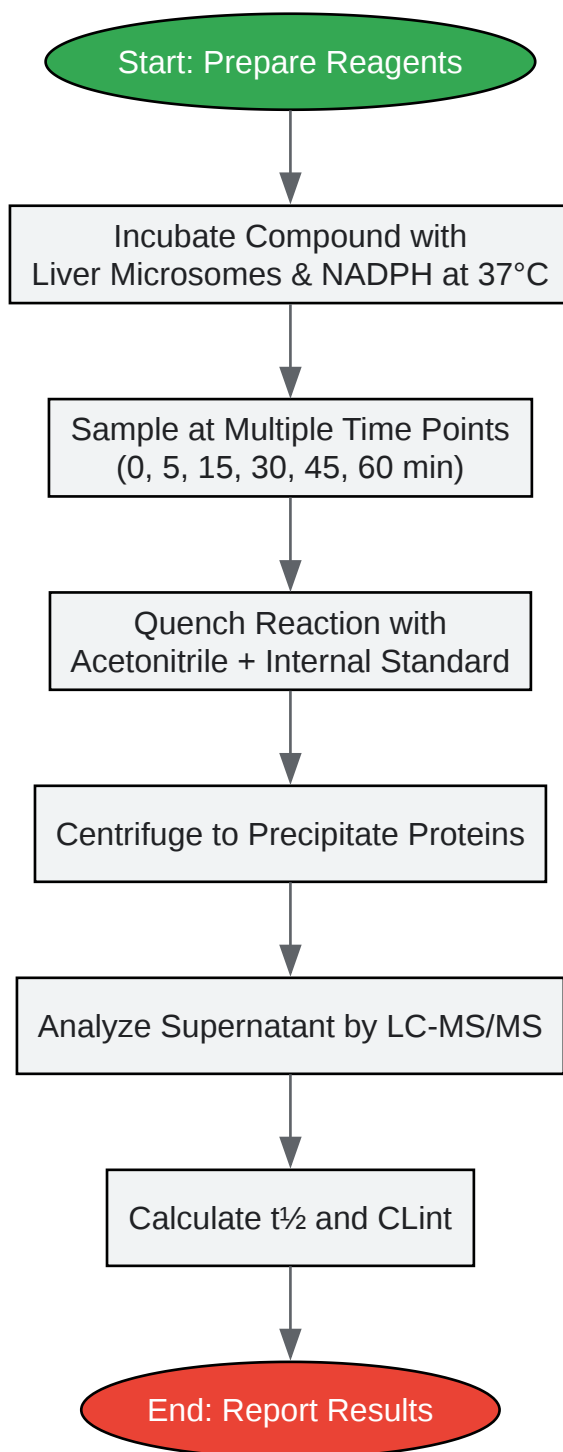 Start: Prepare Reagents
Incubate Compound with
Liver Microsomes & NADPH at 37°C
Sample at Multiple Time Points
(0, 5, 15, 30, 45, 60 min)
Quench Reaction with
Acetonitrile + Internal Standard
Centrifuge to Precipitate Proteins
Analyze Supernatant by LC-MS/MS
Calculate t½ and CLint
End: Report Results